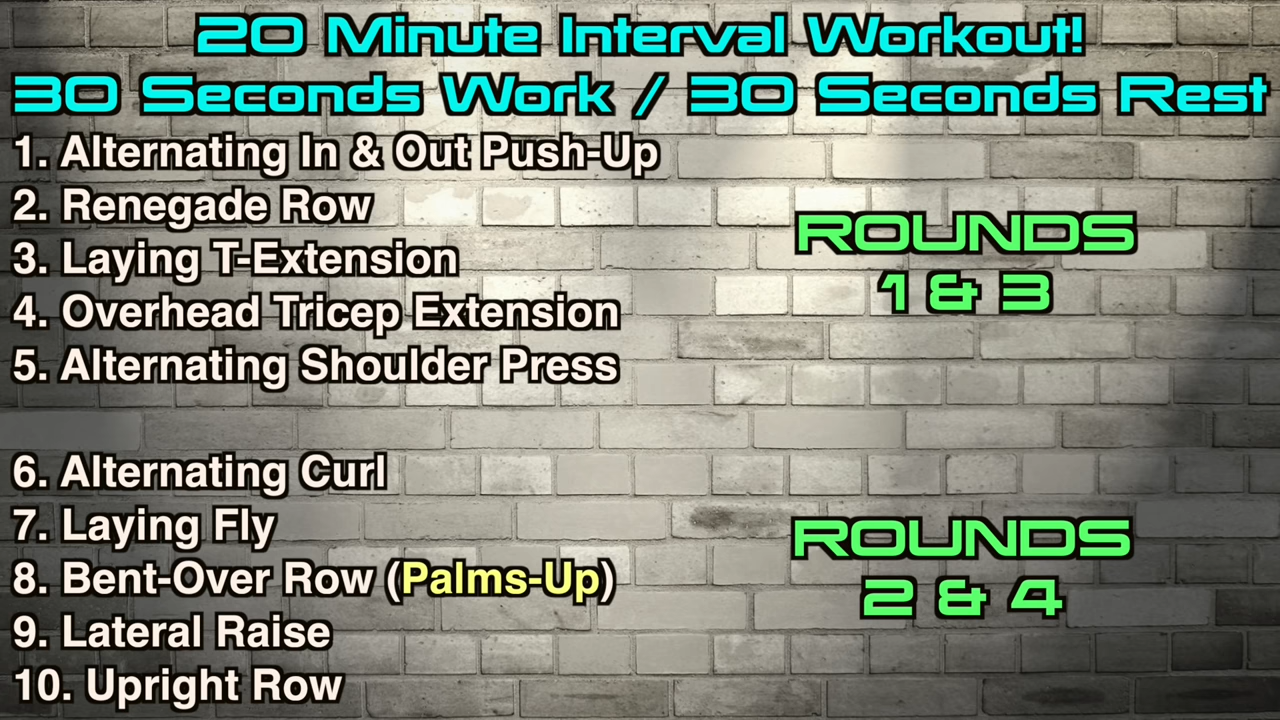 20 Minute Interval Workout!
30 Seconds Work / 30 Seconds Rest
1. Alternating In & Out Push-Up
2. Renegade Row
3. Laying T-Extension
4. Overhead Tricep Extension
5. Alternating Shoulder Press
ROUNDS
1 & 3
6. Alternating Curl
7. Laying Fly
8. Bent-Over Row (Palms-Up)
9. Lateral Raise
10. Upright Row
ROUNDS
2 & 4